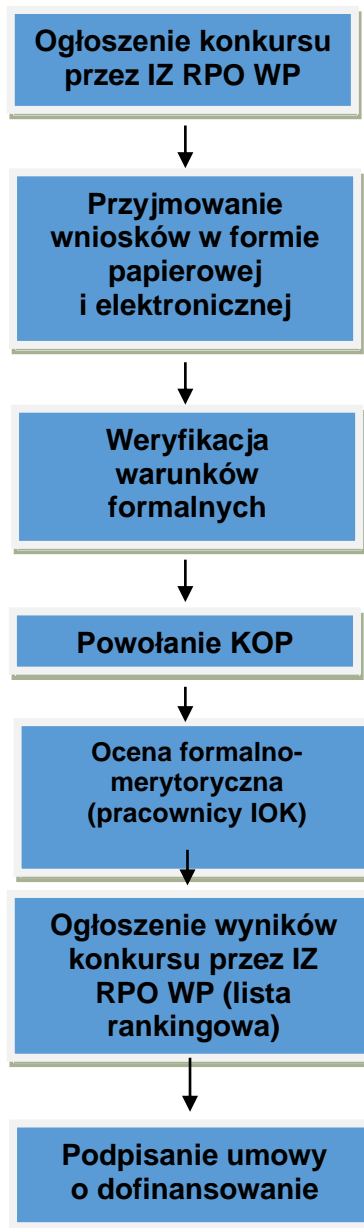 Ogłoszenie konkursu
przez IZ RPO WP
Przyjmowanie
wniosków w formie
papierowej
i elektronicznej
Weryfikacja
warunków
formalnych
Powołanie KOP
Ocena formalno-
merytoryczna
(pracownicy IOK)
Ogłoszenie wyników
konkursu przez IZ
RPO WP (lista
rankingowa)
Podpisanie umowy
o dofinansowanie